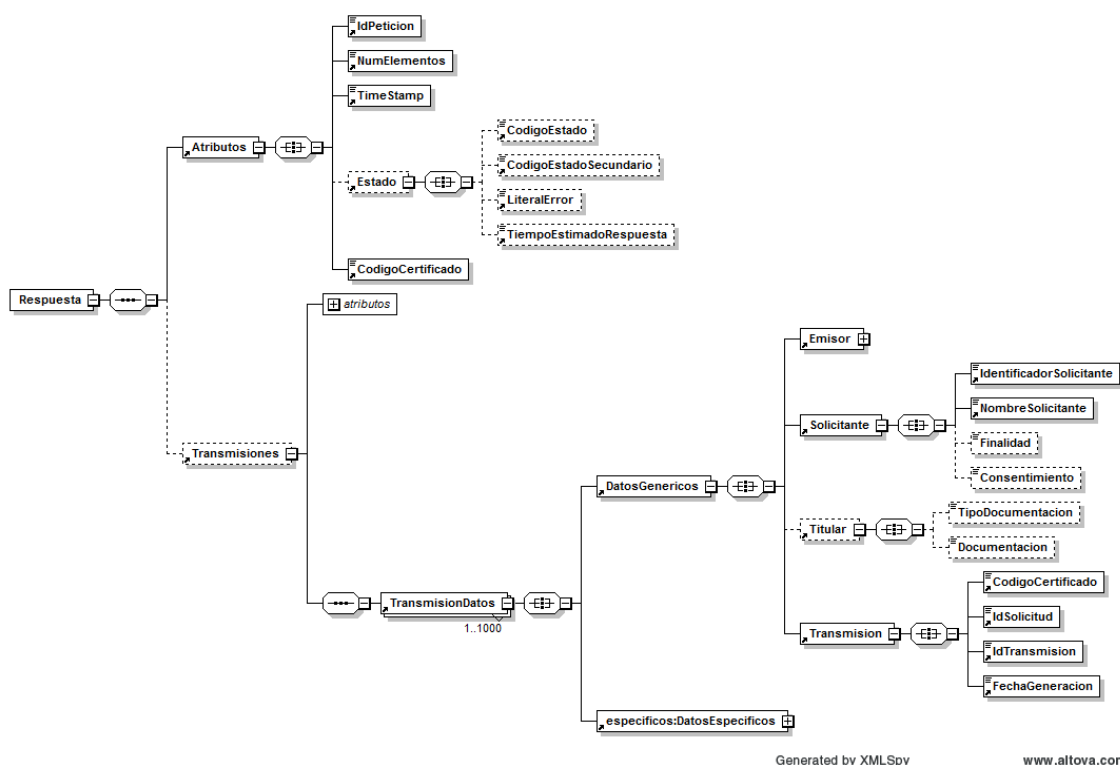 IdPeticion
NumElementos
TimeStamp
Atributos
CodigoEstado
CodigoEstadoSecundario
Estado
LiteralError
TiempoEstimadoRespuesta
CodigoCertificado
Respuesta
atributos
Emisor
IdentificadorSolicitante
NombreSolicitante
Solicitante
Finalidad
Transmisiones
Consentimiento
DatosGenericos
TipoDocumentacion
Titular
Documentacion
CodigoCertificado
TransmisionDatos
1..1000
IdSolicitud
Transmision
IdTransmision
FechaGeneracion
especificos:DatosEspecificos
Generated by XMLSpy
www.altova.com